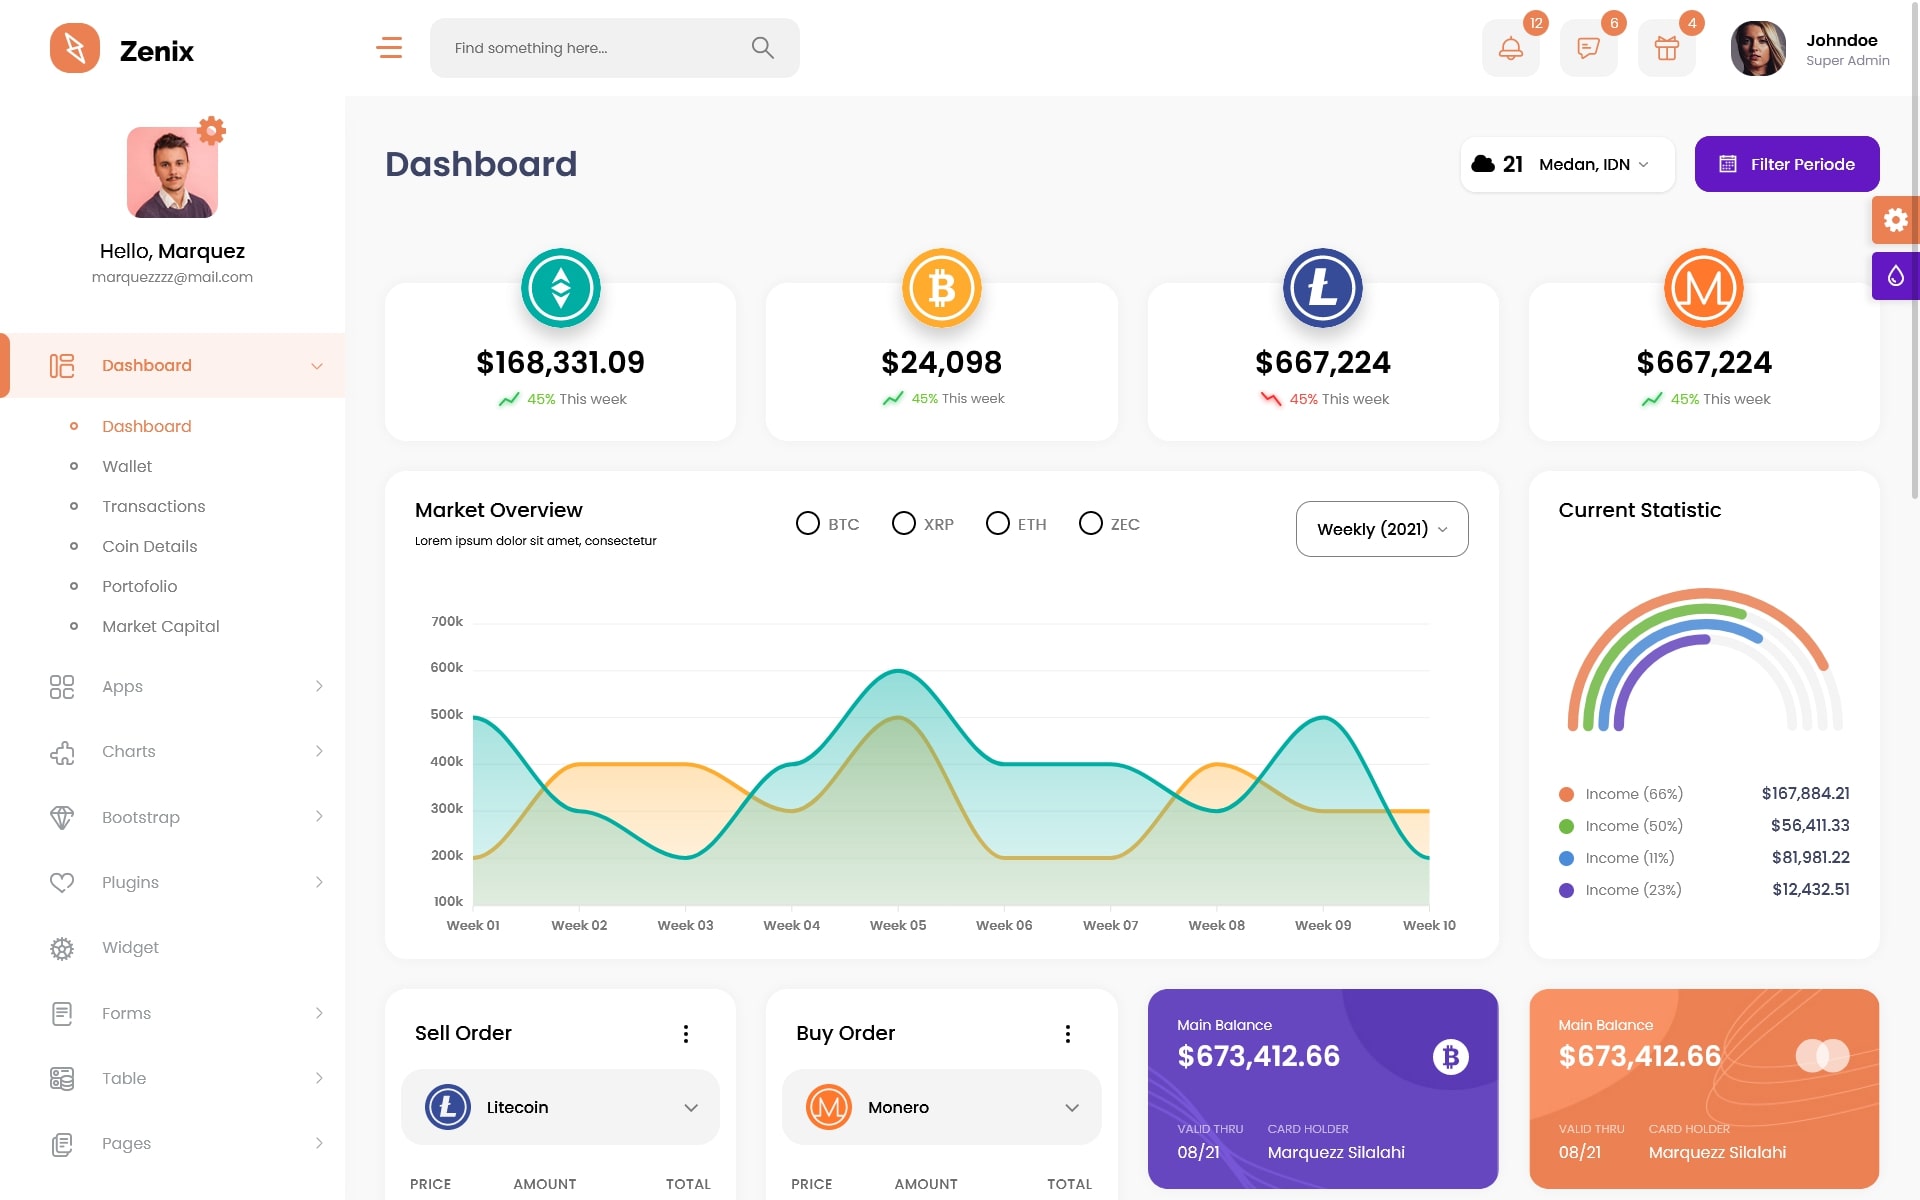 Zenix
Find something here...
12
6
4
Johndoe
Super Admin
Hello, Marquez
marquezzzz@mail.com
Dashboard
Dashboard
Wallet
Transactions
Coin Details
Portofolio
Market Capital
Apps
Charts
Bootstrap
Plugins
Widget
Forms
Table
Pages
Dashboard
21 Medan, IDN
Filter Periode
$168,331.09
45% This week
$24,098
45% This week
$667,224
45% This week
$667,224
45% This week
Market Overview
Lorem ipsum dolor sit amet, consectetur
BTC XRP ETH ZEC
Weekly (2021)
700k
600k
500k
400k
300k
200k
100k
Week 01 Week 02 Week 03 Week 04 Week 05 Week 06 Week 07 Week 08 Week 09 Week 10
Current Statistic
Income (66%) $167,884.21
Income (50%) $56,411.33
Income (11%) $81,981.22
Income (23%) $12,432.51
Sell Order
Litecoin
PRICE AMOUNT TOTAL
Buy Order
Monero
PRICE AMOUNT TOTAL
Main Balance
$673,412.66
VALID THRU CARD HOLDER
08/21 Marquezz Silalahi
Main Balance
$673,412.66
VALID THRU CARD HOLDER
08/21 Marquezz Silalahi